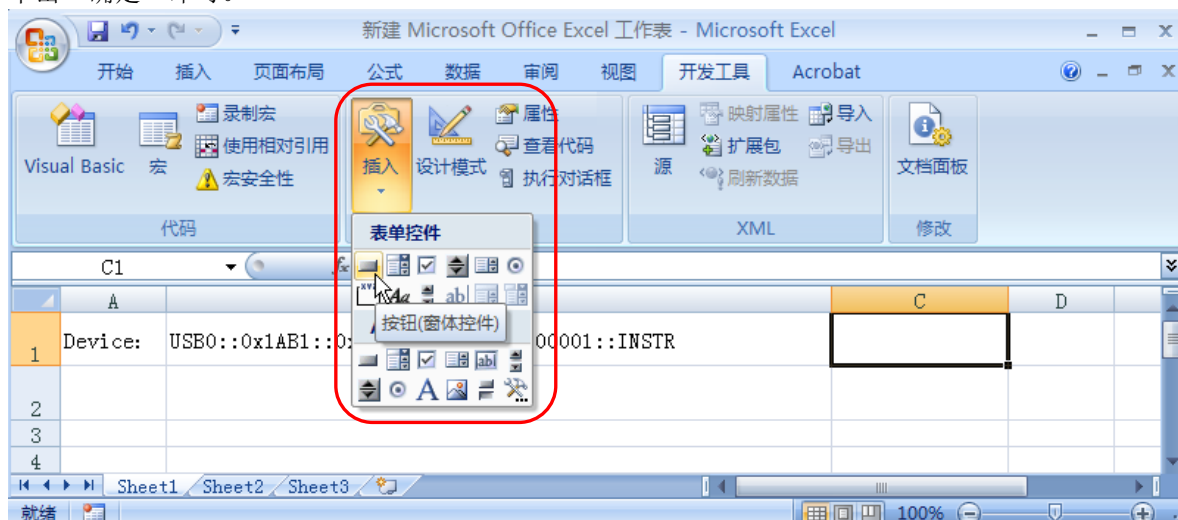 新建 Microsoft Office Excel 工作表 - Microsoft Excel
开始 插入 页面布局 公式 数据 审阅 视图 开发工具 Acrobat
录制宏 属性 映射属性 导入
使用相对引用 查看代码 扩展包 导出
Visual Basic 宏 宏安全性 插入 设计模式 执行对话框 源 刷新数据 文档面板
代码 XML 修改
表单控件
C1 fx
Aa ab
按钮(窗体控件)
A C D
1 Device: USB0::0x1AB1::0 00001::INSTR
abl
A
2
3
4
Sheet1 Sheet2 Sheet3
就绪 100%